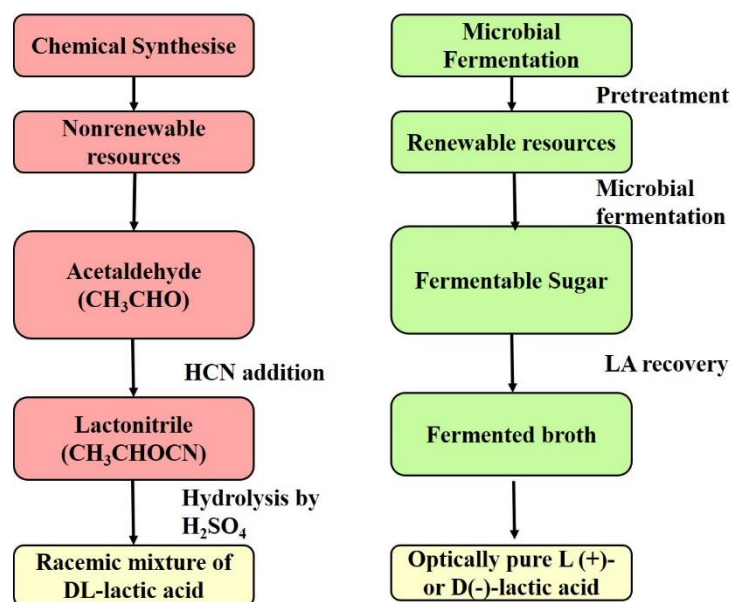 Chemical Synthesise
Nonrenewable
resources
Acetaldehyde
(CH₃CHO)
HCN addition
Lactonitrile
(CH₃CHOCN)
Hydrolysis by
H₂SO₄
Racemic mixture of
DL-lactic acid
Microbial
Fermentation
Pretreatment
Renewable resources
Microbial
fermentation
Fermentable Sugar
LA recovery
Fermented broth
Optically pure L (+)-
or D(-)-lactic acid